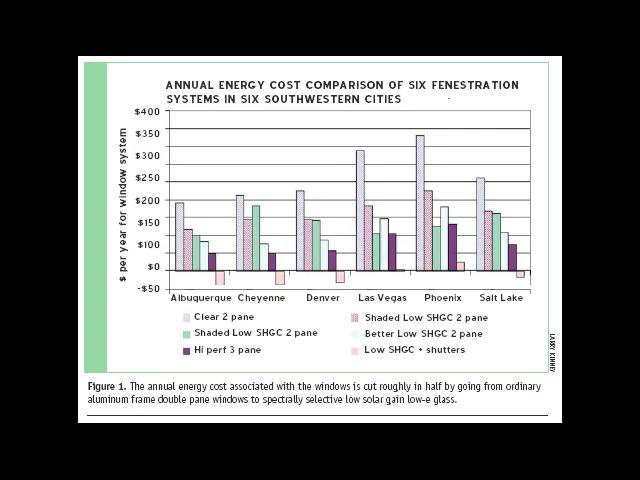 ANNUAL ENERGY COST COMPARISON OF SIX FENESTRATION
SYSTEMS IN SIX SOUTHWESTERN CITIES
$ per year for window system
$400
$350
$300
$250
$200
$150
$100
$0
-$50
Albuquerque Cheyenne Denver Las Vegas Phoenix Salt Lake
Clear 2 pane
Shaded Low SHGC 2 pane
Shaded Low SHGC 2 pane
Better Low SHGC 2 pane
Hi perf 3 pane
Low SHGC + shutters
LARRY KINNEY
Figure 1. The annual energy cost associated with the windows is cut roughly in half by going from ordinary
aluminum frame double pane windows to spectrally selective low solar gain low-e glass.